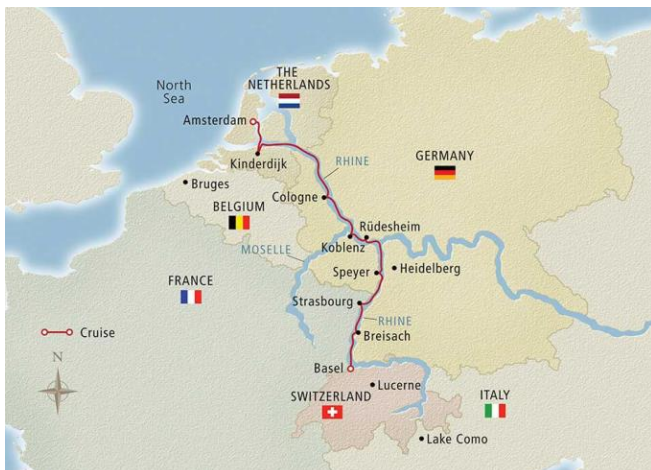 North
Sea
THE
NETHERLANDS
Amsterdam
Kinderdijk
RHINE
GERMANY
Bruges
Cologne
BELGIUM
Rüdesheim
Koblenz
MOSELLE
Heidelberg
Speyer
FRANCE
Strasbourg
RHINE
Cruise
Breisach
N
Basel
Lucerne
SWITZERLAND
ITALY
Lake Como